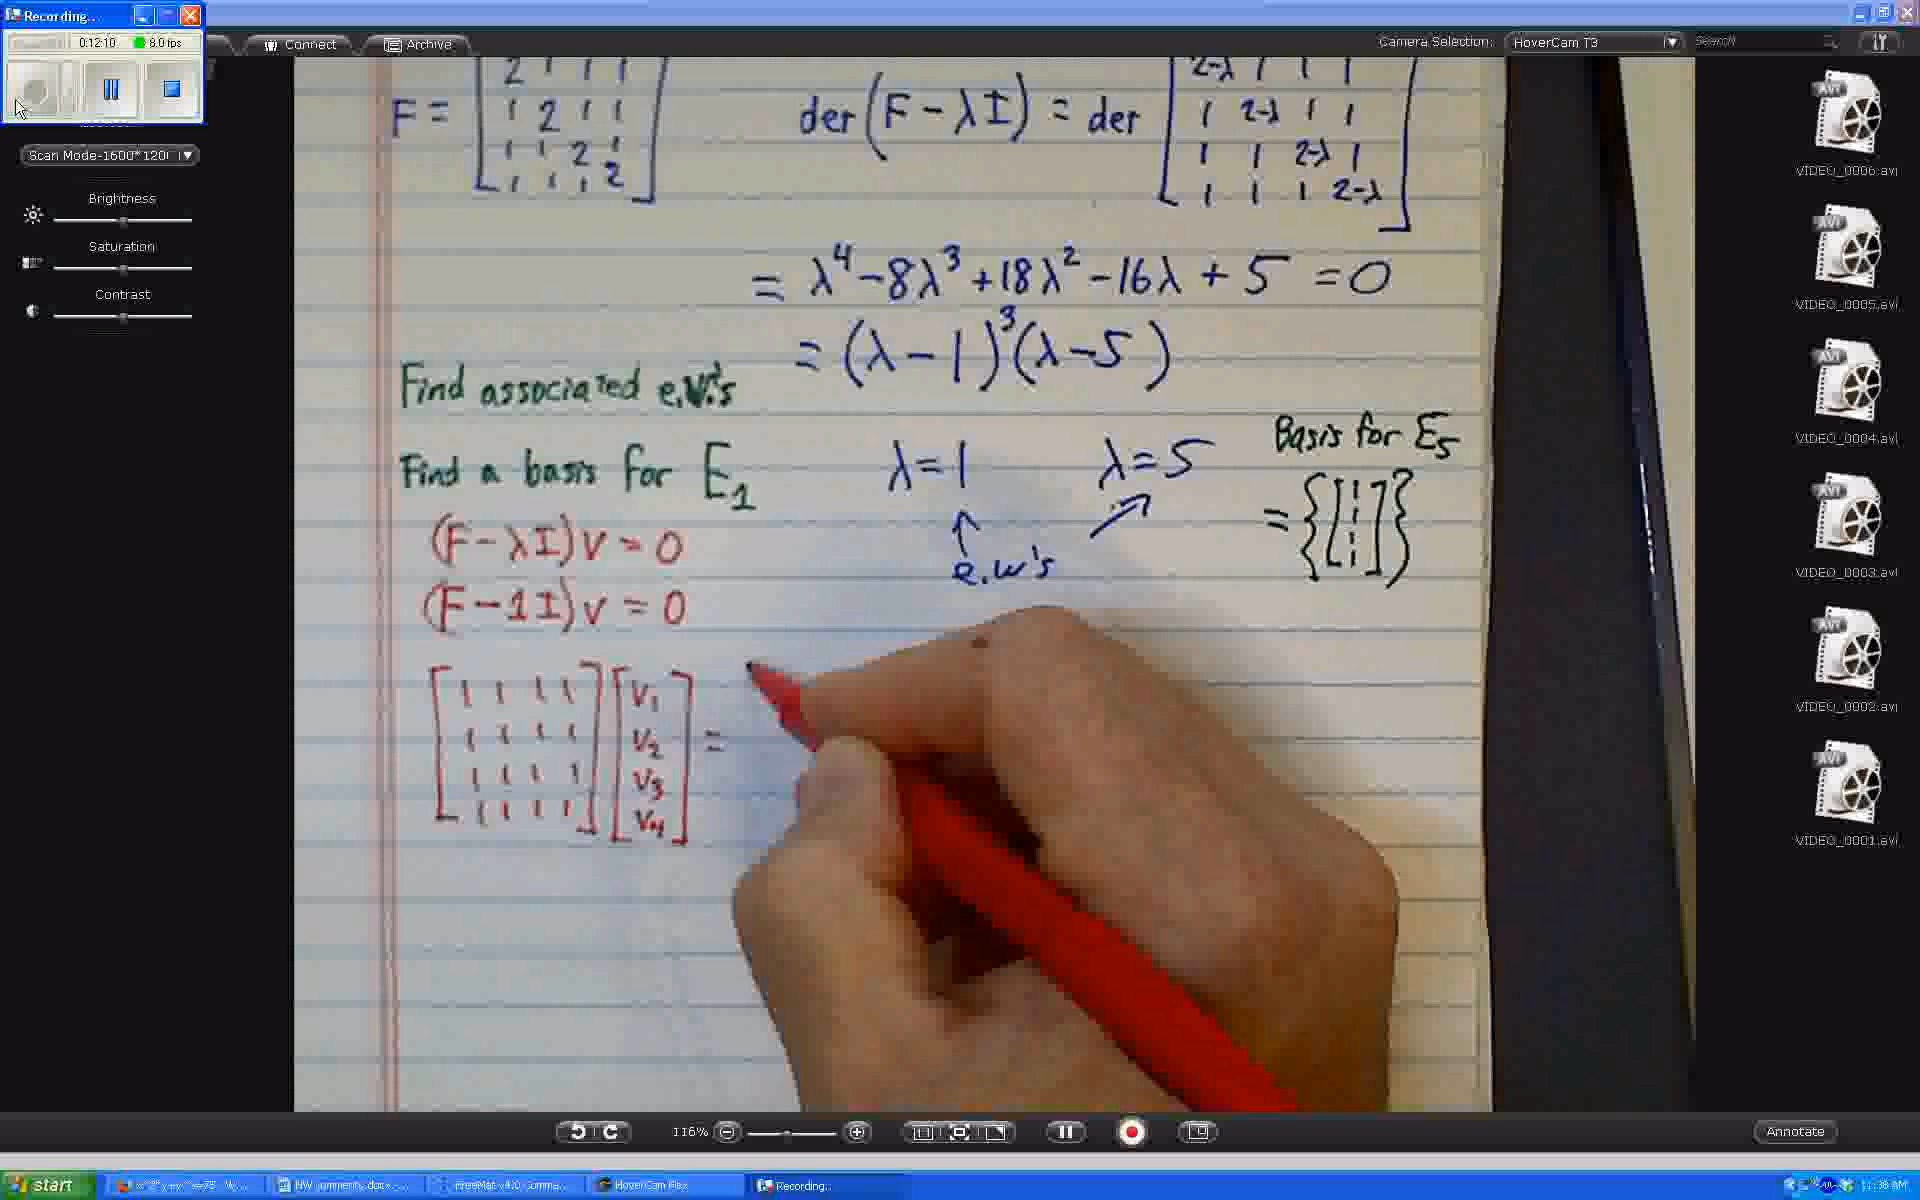 Recording..
0:12:10 8.0 fps
Connect
Archive
Camera Selection:
HoverCam T3
Search
Scan Mode-1600*120
Brightness
Saturation
Contrast
F = [ 2 1 1 1
1 2 1 1
1 1 2 1
1 1 1 2 ]
der (F - λI) = der [ 2-λ 1 1 1
1 2-λ 1 1
1 1 2-λ 1
1 1 1 2-λ ]
= λ⁴ - 8λ³ + 18λ² - 16λ + 5 = 0
= (λ - 1)³(λ - 5)
Find associated e.v.'s
Find a basis for E₁
λ = 1
λ = 5
↑
e.w's
Basis for E₅
= { [ 1 1 1 1 ] }
(F - λI)v = 0
(F - 1I)v = 0
[ 1 1 1 1 ] [ v₁ ]
1 1 1 1 v₂ =
1 1 1 1 v₃
1 1 1 1 v₄
VIDEO_0006.avi
VIDEO_0005.avi
VIDEO_0004.avi
VIDEO_0003.avi
VIDEO_0002.avi
VIDEO_0001.avi
116%
Annotate
start
HoverCam Flex
Recording..
11:38 AM